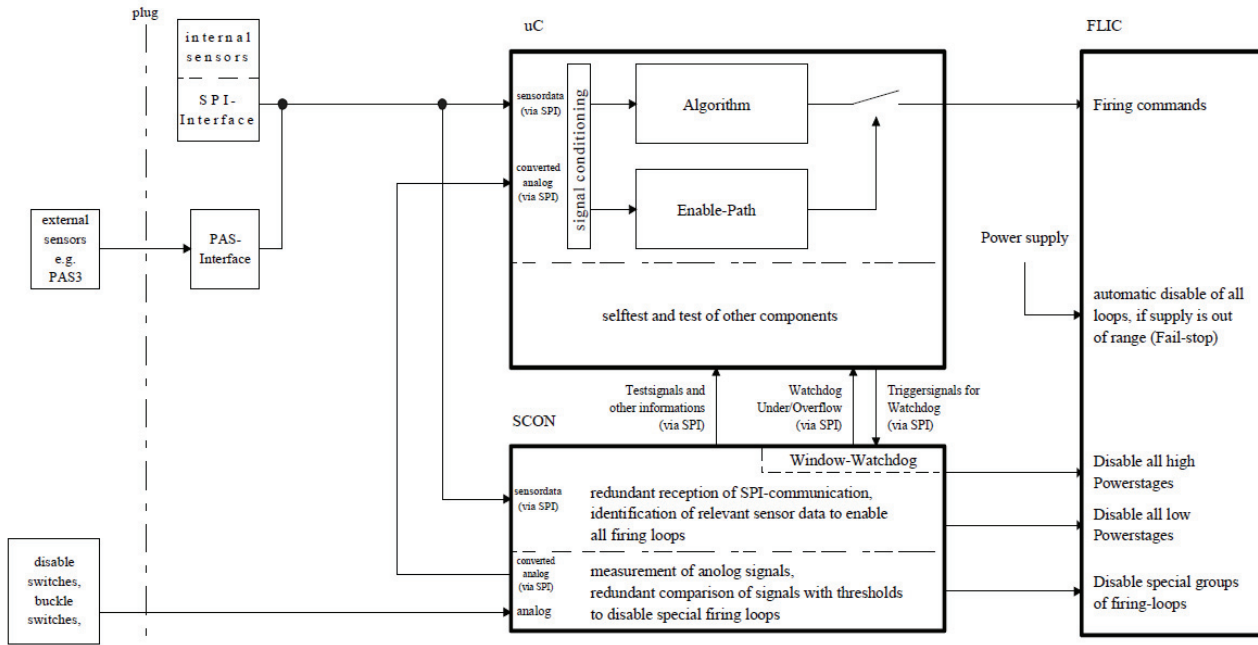 plug
internal
sensors
SPI-
Interface
external
sensors
e.g.
PAS3
PAS-
Interface
disable
switches,
buckle
switches,
uC
sensordata
(via SPI)
converted
analog
(via SPI)
signal conditioning
Algorithm
Enable-Path
selftest and test of other components
Testsignals and
other informations
(via SPI)
Watchdog
Under/Overflow
(via SPI)
Triggersignals for
Watchdog
(via SPI)
SCON
Window-Watchdog
sensordata
(via SPI)
redundant reception of SPI-communication,
identification of relevant sensor data to enable
all firing loops
converted
analog
(via SPI)
analog
measurement of anolog signals,
redundant comparison of signals with thresholds
to disable special firing loops
FLIC
Firing commands
Power supply
automatic disable of all
loops, if supply is out
of range (Fail-stop)
Disable all high
Powerstages
Disable all low
Powerstages
Disable special groups
of firing-loops